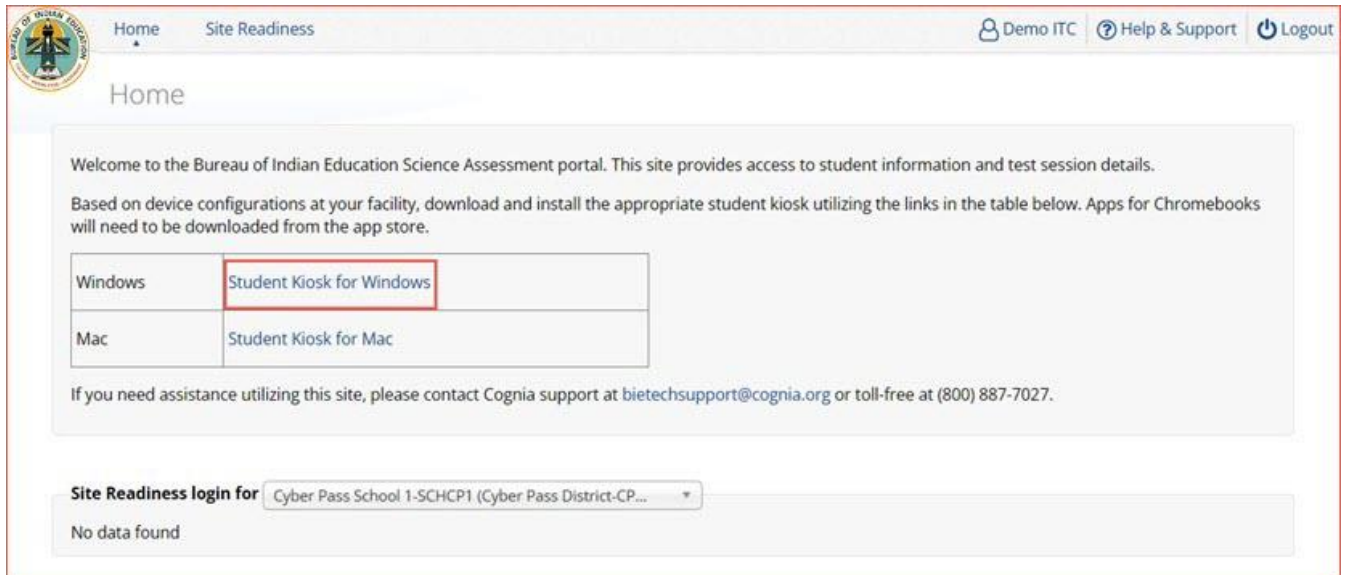 Home Site Readiness Demo ITC Help & Support Logout
Home
Welcome to the Bureau of Indian Education Science Assessment portal. This site provides access to student information and test session details.
Based on device configurations at your facility, download and install the appropriate student kiosk utilizing the links in the table below. Apps for Chromebooks
will need to be downloaded from the app store.
Windows Student Kiosk for Windows
Mac Student Kiosk for Mac
If you need assistance utilizing this site, please contact Cognia support at bietechsupport@cognia.org or toll-free at (800) 887-7027.
Site Readiness login for Cyber Pass School 1-SCHCP1 (Cyber Pass District-CP...
No data found